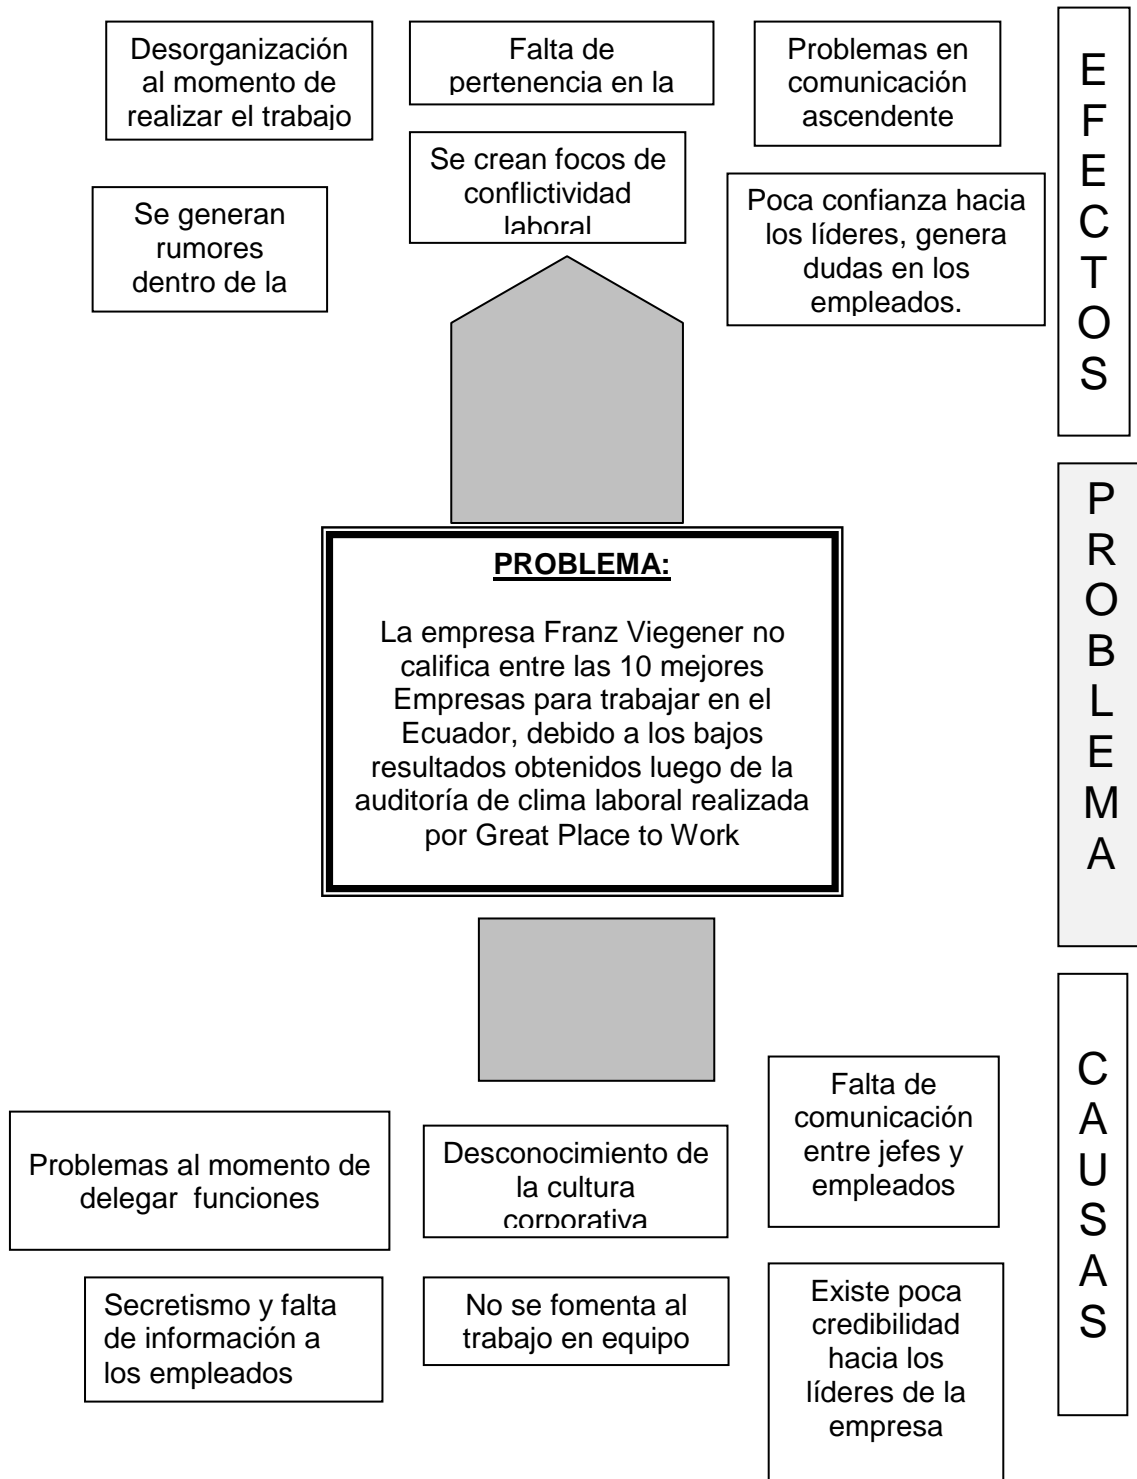 Desorganización
al momento de
realizar el trabajo
Falta de
pertenencia en la
Problemas en
comunicación
ascendente
Se generan
rumores
dentro de la
Se crean focos de
conflictividad
laboral
Poca confianza hacia
los líderes, genera
dudas en los
empleados.
E
F
E
C
T
O
S
PROBLEMA:
La empresa Franz Viegener no
califica entre las 10 mejores
Empresas para trabajar en el
Ecuador, debido a los bajos
resultados obtenidos luego de la
auditoría de clima laboral realizada
por Great Place to Work
P
R
O
B
L
E
M
A
Problemas al momento de
delegar  funciones
Desconocimiento de
la cultura
corporativa
Falta de
comunicación
entre jefes y
empleados
Secretismo y falta
de información a
los empleados
No se fomenta al
trabajo en equipo
Existe poca
credibilidad
hacia los
líderes de la
empresa
C
A
U
S
A
S